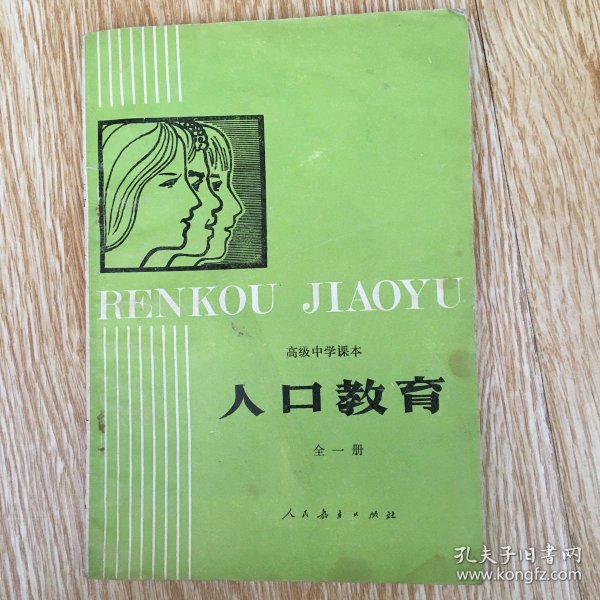 RENKOU JIAOYU
高级中学课本
人口教育
全一册
人民教育出版社
孔夫子旧书网
www.kongfz.com